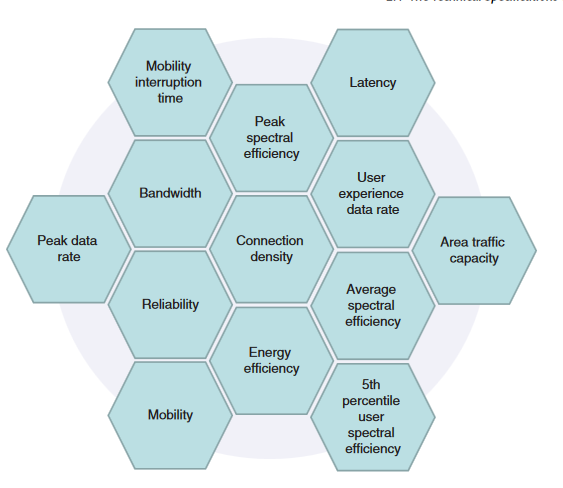 Mobility
interruption
time
Latency
Peak
spectral
efficiency
Bandwidth
User
experience
data rate
Peak data
rate
Connection
density
Area traffic
capacity
Reliability
Average
spectral
efficiency
Energy
efficiency
Mobility
5th
percentile
user
spectral
efficiency